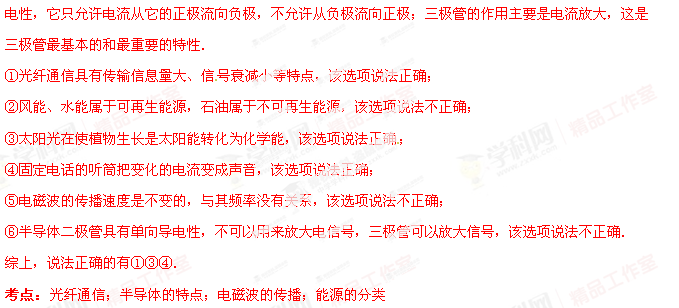 电性，它只允许电流从它的正极流向负极，不允许从负极流向正极；三极管的作用主要是电流放大，这是
三极管最基本的和最重要的特性．
①光纤通信具有传输信息量大、信号衰减小等特点，该选项说法正确；
②风能、水能属于可再生能源，石油属于不可再生能源，该选项说法不正确；
③太阳光在使植物生长是太阳能转化为化学能，该选项说法正确；
④固定电话的听筒把变化的电流变成声音，该选项说法正确；
⑤电磁波的传播速度是不变的，与其频率没有关系，该选项说法不正确；
⑥半导体二极管具有单向导电性，不可以用来放大电信号，三极管可以放大信号，该选项说法不正确．
综上，说法正确的有①③④．
考点：光纤通信；半导体的特点；电磁波的传播；能源的分类
学科网 精品工作室